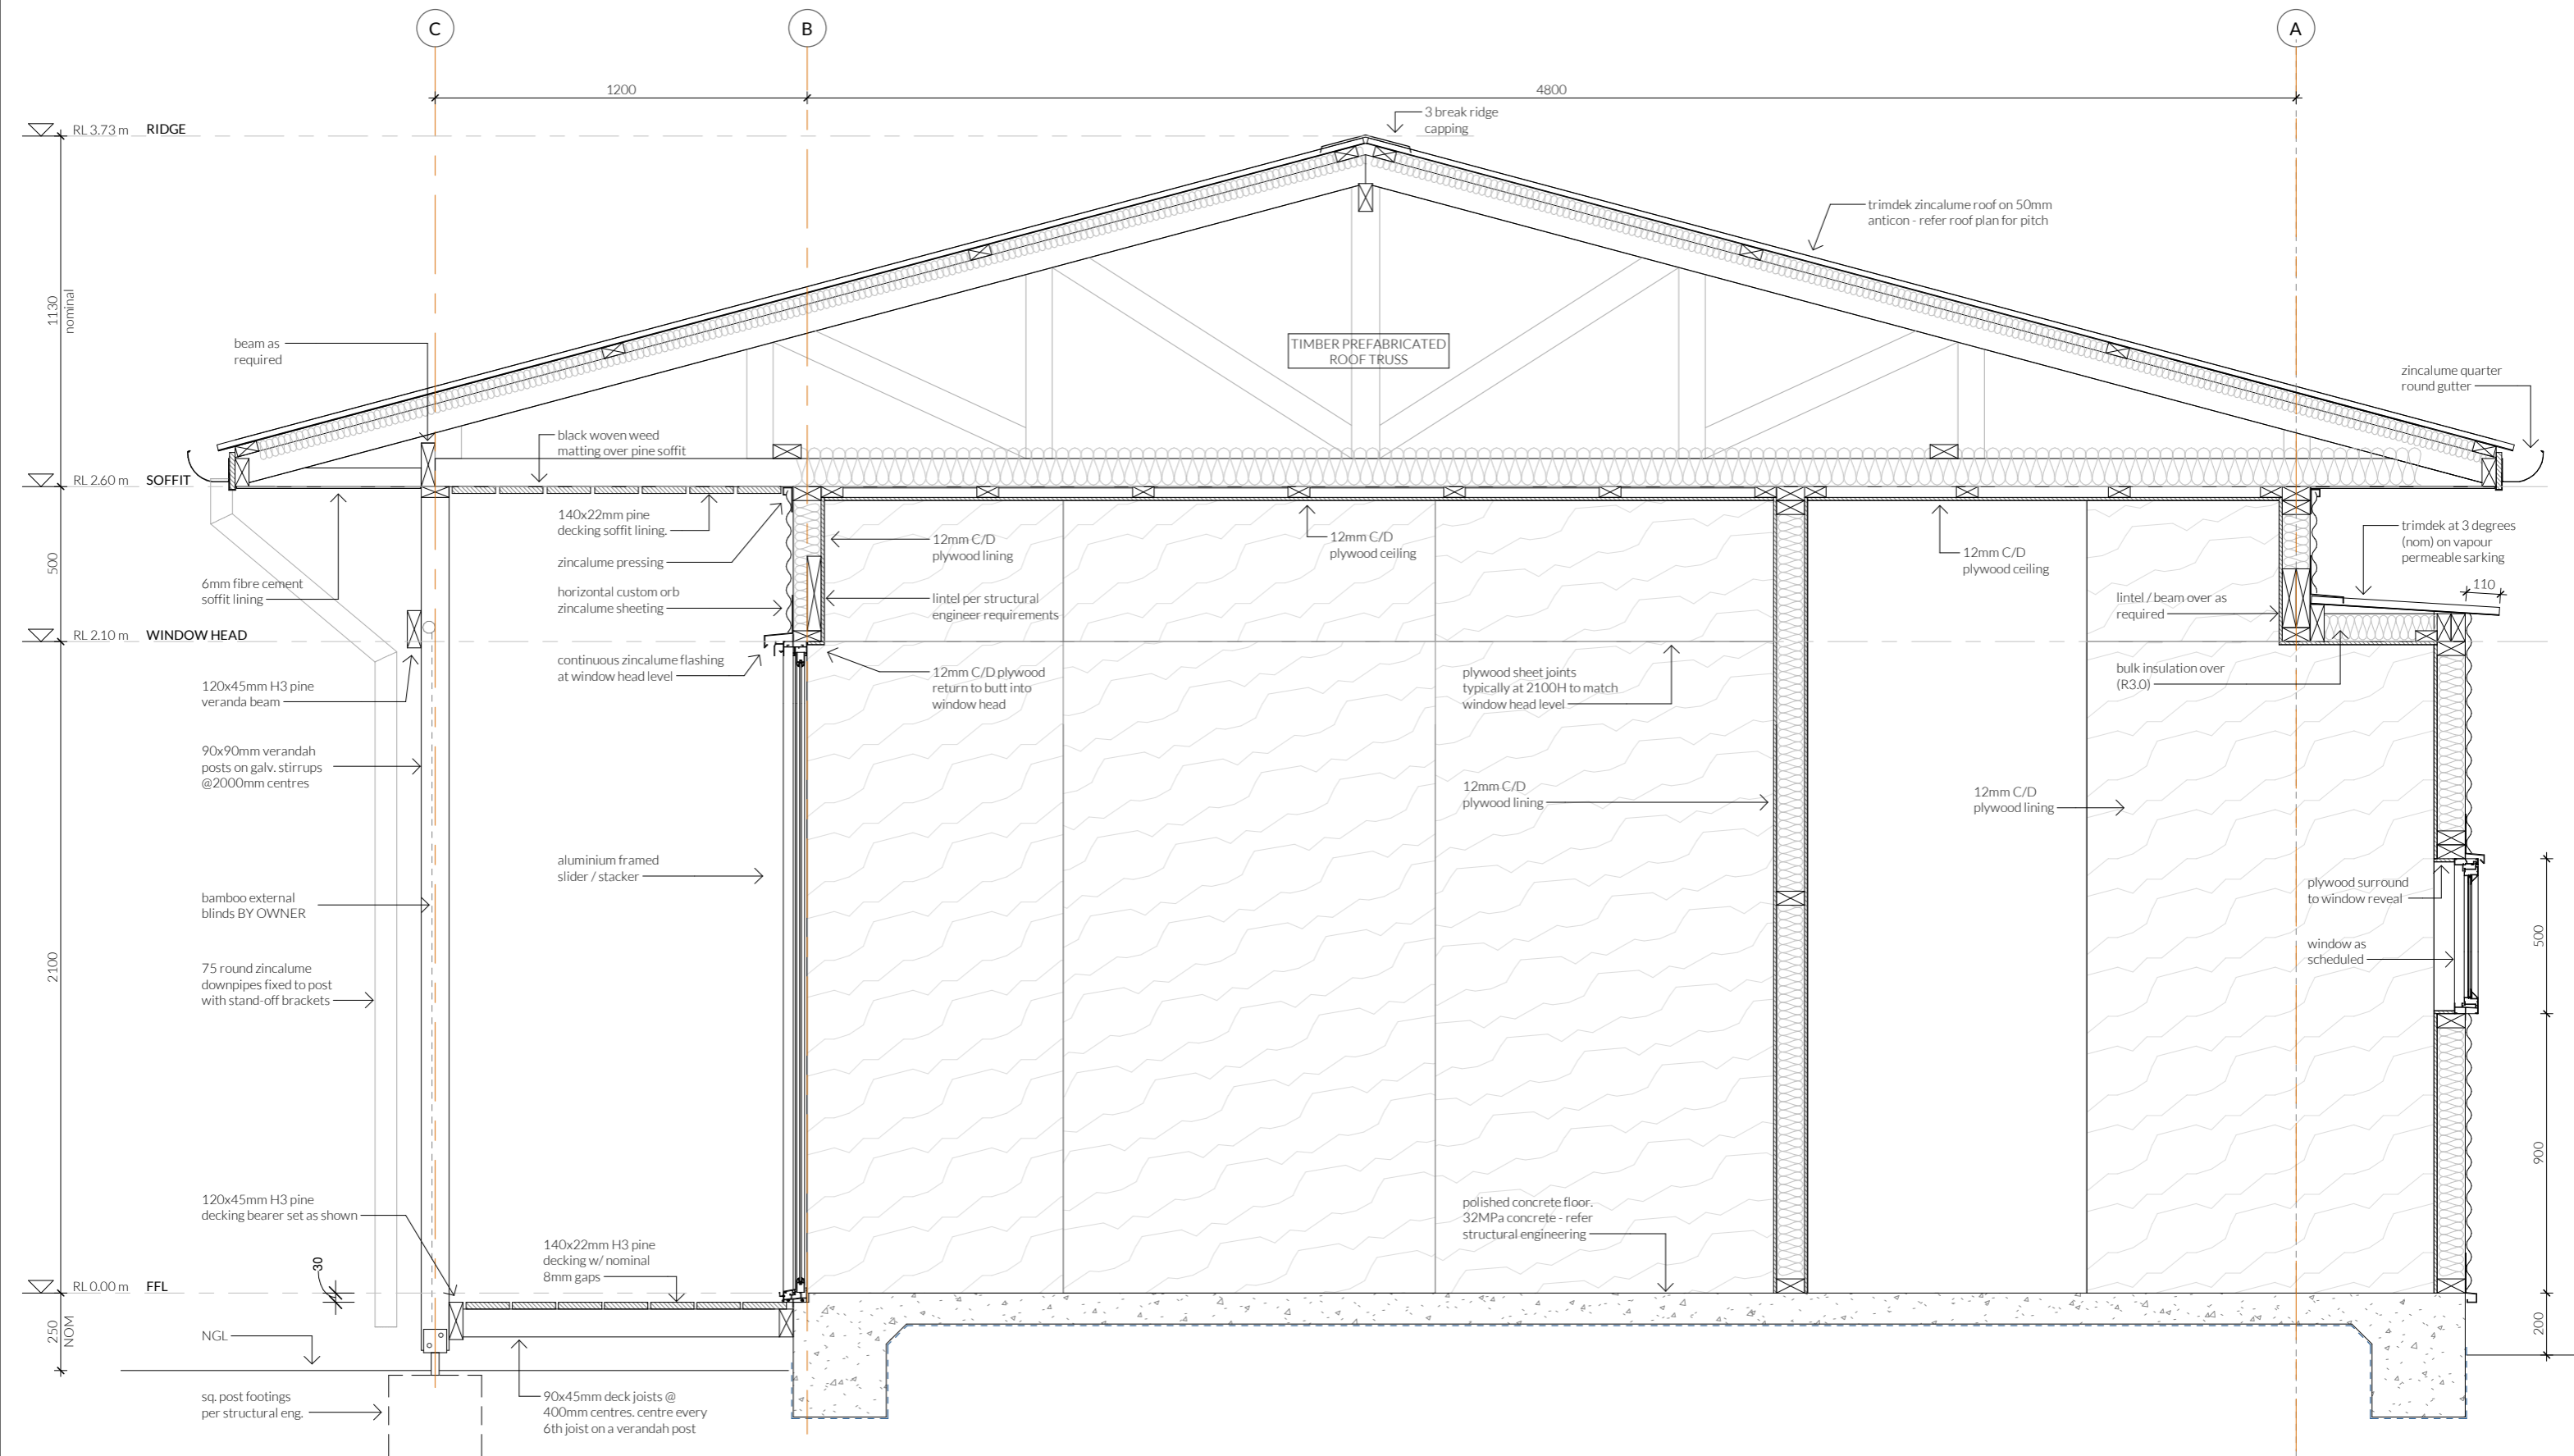 C
B
A
1200
4800
RL 3.73 m RIDGE
3 break ridge
capping
trimdek zincalume roof on 50mm
anticon - refer roof plan for pitch
1130
nominal
TIMBER PREFABRICATED
ROOF TRUSS
beam as
required
zincalume quarter
round gutter
black woven weed
matting over pine soffit
RL 2.60 m SOFFIT
140x22mm pine
decking soffit lining.
zincalume pressing
12mm C/D
plywood lining
12mm C/D
plywood ceiling
12mm C/D
plywood ceiling
trimdek at 3 degrees
(nom) on vapour
permeable sarking
500
6mm fibre cement
soffit lining
horizontal custom orb
zincalume sheeting
lintel per structural
engineer requirements
lintel / beam over as
required
110
RL 2.10 m WINDOW HEAD
continuous zincalume flashing
at window head level
12mm C/D plywood
return to butt into
window head
plywood sheet joints
typically at 2100H to match
window head level
bulk insulation over
(R3.0)
120x45mm H3 pine
veranda beam
90x90mm verandah
posts on galv. stirrups
@2000mm centres
12mm C/D
plywood lining
12mm C/D
plywood lining
aluminium framed
slider / stacker
bamboo external
blinds BY OWNER
plywood surround
to window reveal
500
window as
scheduled
2100
75 round zincalume
downpipes fixed to post
with stand-off brackets
900
120x45mm H3 pine
decking bearer set as shown
polished concrete floor.
32MPa concrete - refer
structural engineering
140x22mm H3 pine
decking w/ nominal
8mm gaps
30
RL 0.00 m FFL
250
NOM
NGL
200
sq. post footings
per structural eng.
90x45mm deck joists @
400mm centres. centre every
6th joist on a verandah post